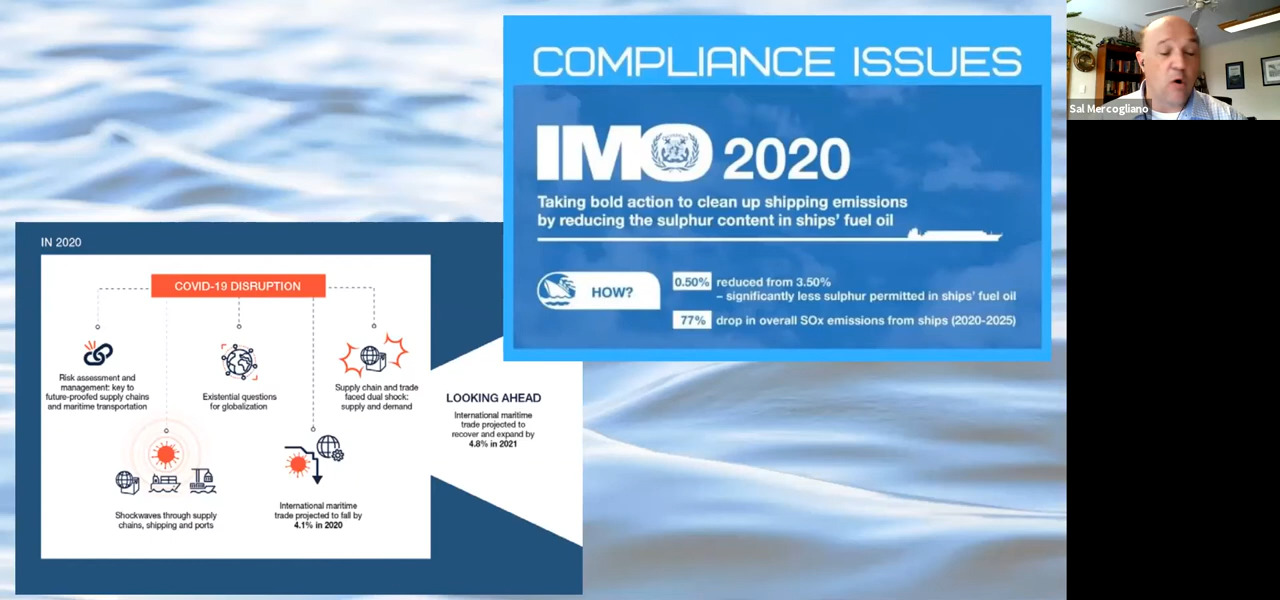 COMPLIANCE ISSUES
IMO 2020
Taking bold action to clean up shipping emissions
by reducing the sulphur content in ships' fuel oil
HOW?
0.50% reduced from 3.50%
– significantly less sulphur permitted in ships' fuel oil
77% drop in overall SOx emissions from ships (2020-2025)
Sal Mercogliano
IN 2020
COVID-19 DISRUPTION
Risk assessment and
management: key to
future-proofed supply chains
and maritime transportation
Existential questions
for globalization
Supply chain and trade
faced dual shock:
supply and demand
Shockwaves through supply
chains, shipping and ports
International maritime
trade projected to fall by
4.1% in 2020
LOOKING AHEAD
International maritime
trade projected to
recover and expand by
4.8% in 2021